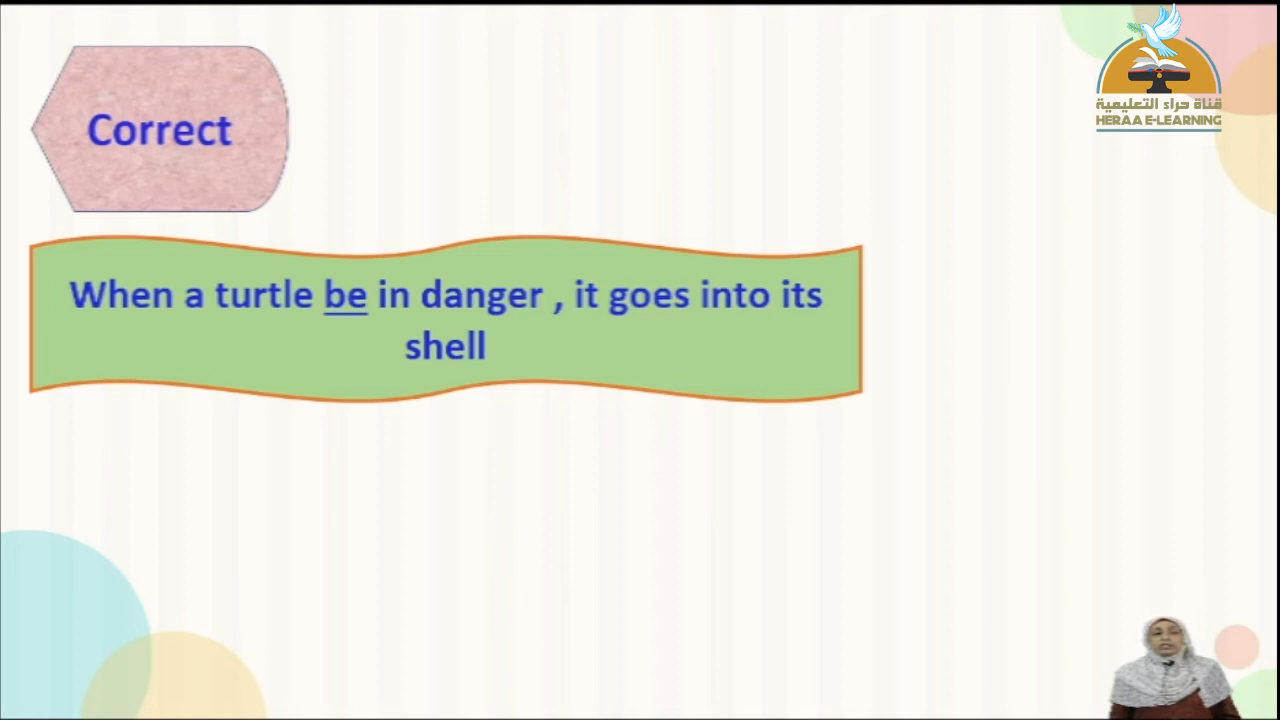 Correct
قناة حراء التعليمية
HERAA E-LEARNING
When a turtle be in danger , it goes into its
shell